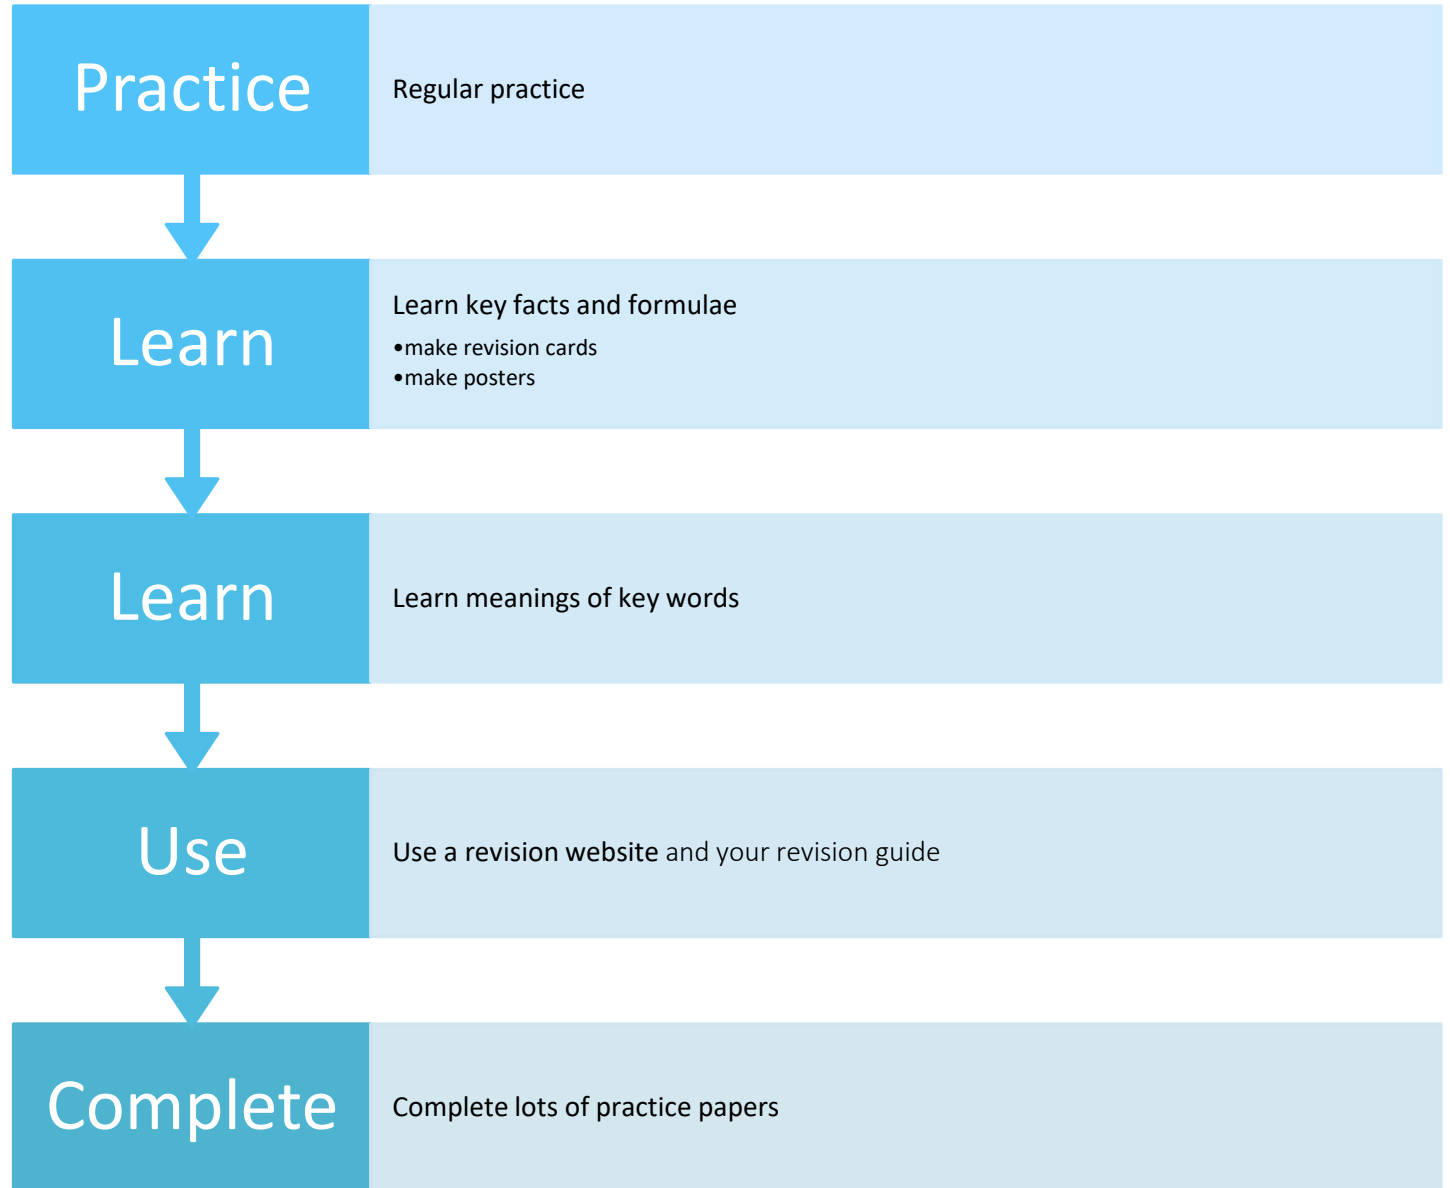 Practice
Regular practice
Learn
Learn key facts and formulae
•make revision cards
•make posters
Learn
Learn meanings of key words
Use
Use a revision website and your revision guide
Complete
Complete lots of practice papers